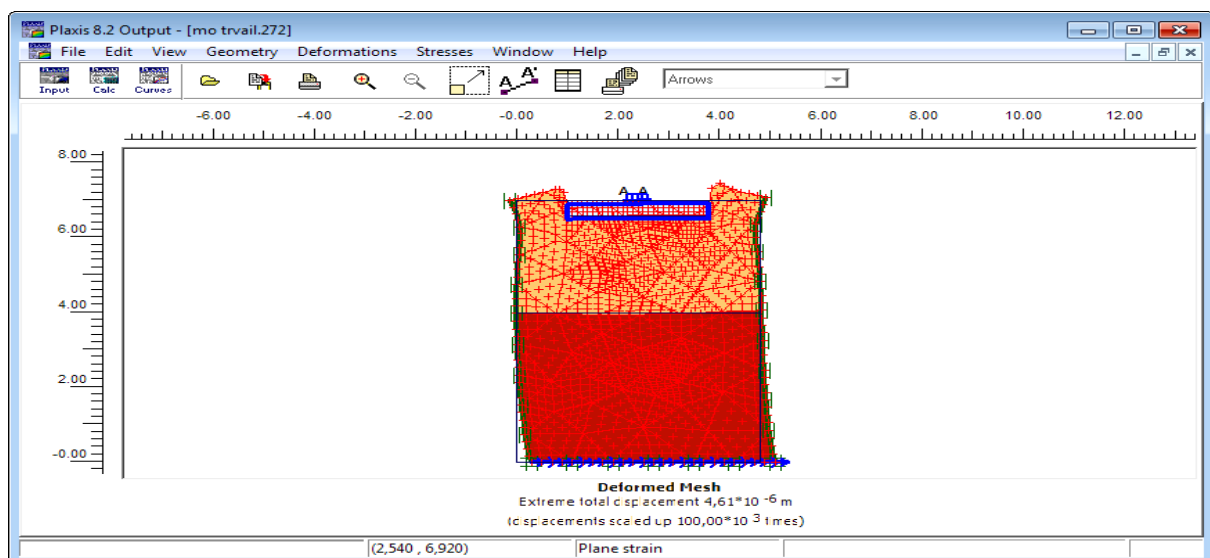 Plaxis 8.2 Output - [mo trvail.272]
File Edit View Geometry Deformations Stresses Window Help
Input Calc Curves Arrows
-6.00 -4.00 -2.00 -0.00 2.00 4.00 6.00 8.00 10.00 12.00
8.00
A A
6.00
4.00
2.00
-0.00
Deformed Mesh
Extreme total displacement 4,61*10 -6 m
(displacements scaled up 100,00*10 3 times)
(2,540 , 6,920) Plane strain